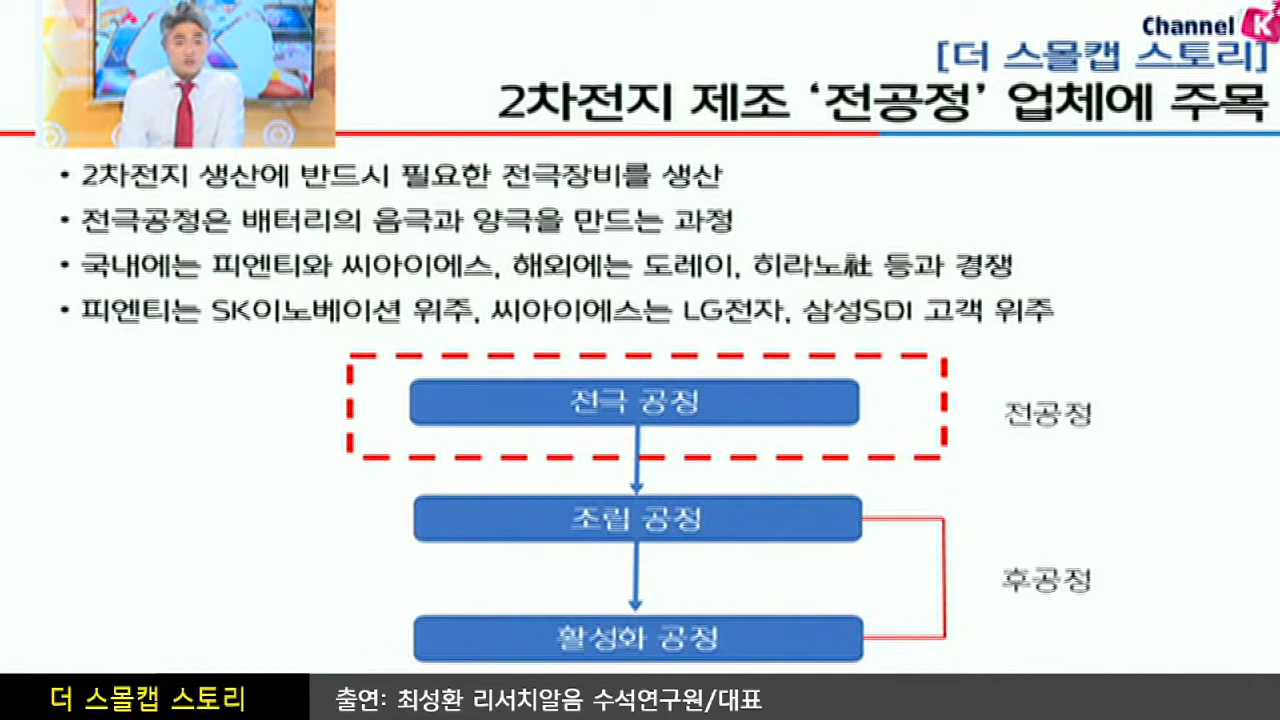 Channel K
[더 스몰캡 스토리]
2차전지 제조 ‘전공정’ 업체에 주목
• 2차전지 생산에 반드시 필요한 전극장비를 생산
• 전극공정은 배터리의 음극과 양극을 만드는 과정
• 국내에는 피엔티와 씨아이에스, 해외에는 도레이, 히라노社 등과 경쟁
• 피엔티는 SK이노베이션 위주, 씨아이에스는 LG전자, 삼성SDI 고객 위주
전극 공정
전공정
조립 공정
후공정
활성화 공정
더 스몰캡 스토리
출연: 최성환 리서치알음 수석연구원/대표